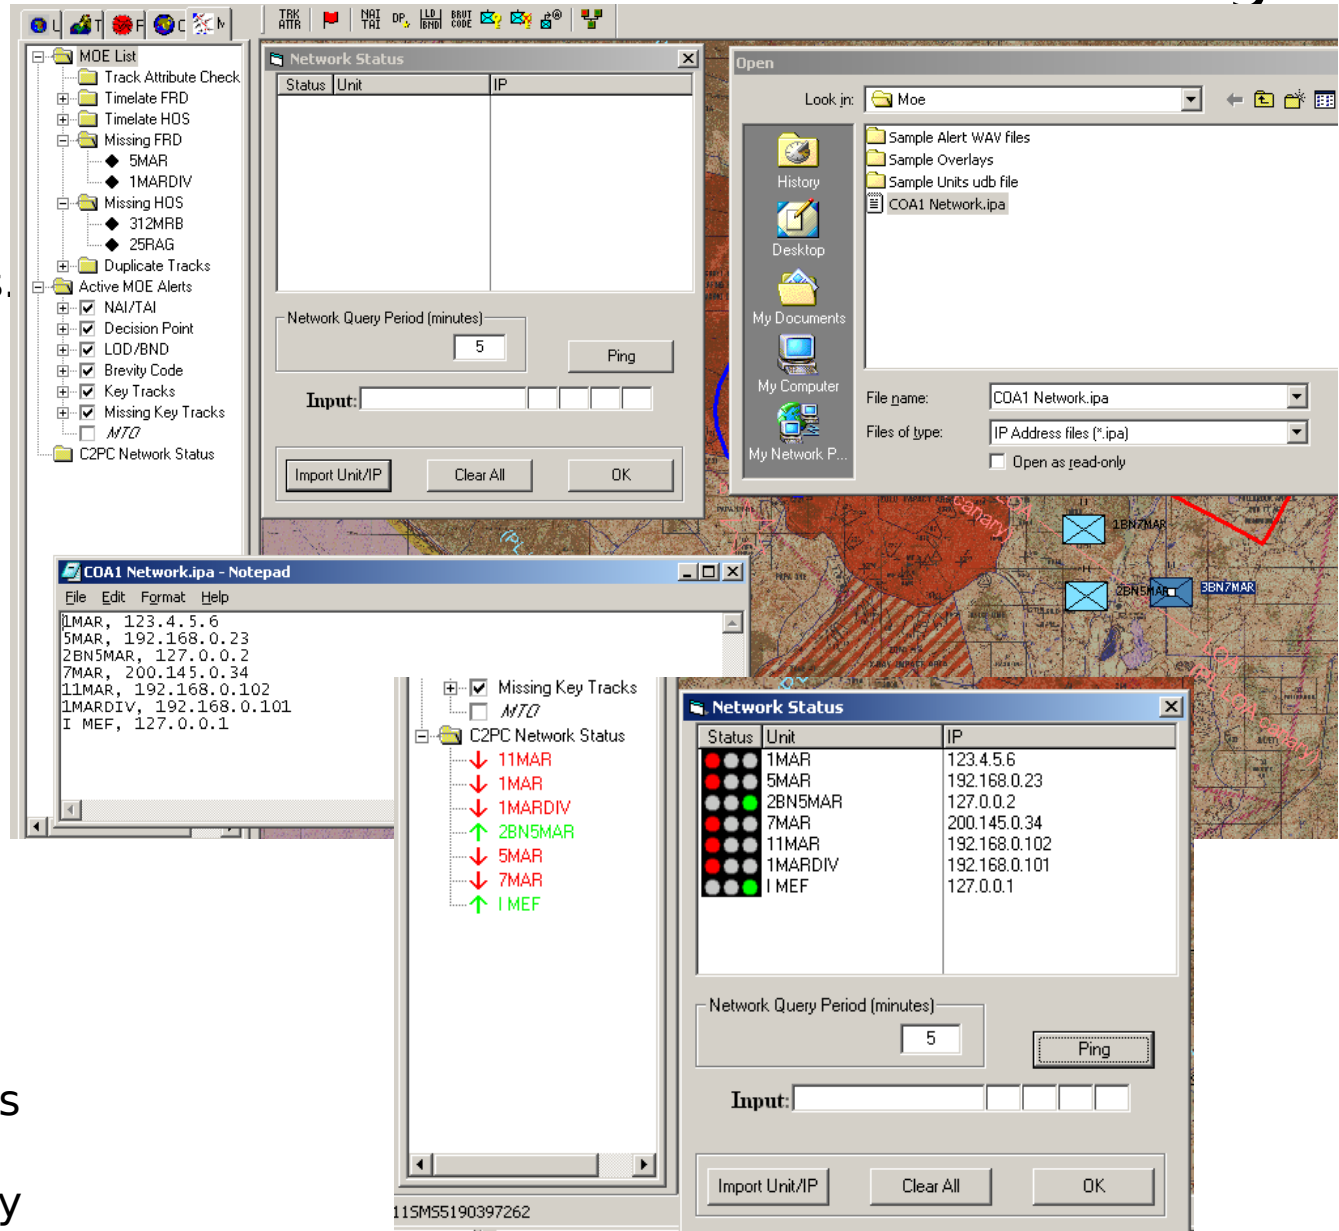 TRK ATTR
NAI TAI
DP
LD BND
BRVT CODE
MOE List
Track Attribute Check
Timelate FRD
Timelate HOS
Missing FRD
5MAR
1MARDIV
Missing HOS
312MRB
25RAG
Duplicate Tracks
Active MOE Alerts
NAI/TAI
Decision Point
LOD/BND
Brevity Code
Key Tracks
Missing Key Tracks
MTO
C2PC Network Status
Network Status
Status Unit IP
Network Query Period (minutes)
5
Ping
Input:
Import Unit/IP Clear All OK
Open
Look in: Moe
History
Desktop
My Documents
My Computer
My Network P...
Sample Alert WAV files
Sample Overlays
Sample Units udb file
COA1 Network.ipa
File name: COA1 Network.ipa
Files of type: IP Address files (*.ipa)
Open as read-only
1BN7MAR
2BN5MAR
3BN7MAR
COA1 Network.ipa - Notepad
File Edit Format Help
1MAR, 123.4.5.6
5MAR, 192.168.0.23
2BN5MAR, 127.0.0.2
7MAR, 200.145.0.34
11MAR, 192.168.0.102
1MARDIV, 192.168.0.101
I MEF, 127.0.0.1
Missing Key Tracks
MTO
C2PC Network Status
11MAR
1MAR
1MARDIV
2BN5MAR
5MAR
7MAR
I MEF
Network Status
Status Unit IP
1MAR 123.4.5.6
5MAR 192.168.0.23
2BN5MAR 127.0.0.2
7MAR 200.145.0.34
11MAR 192.168.0.102
1MARDIV 192.168.0.101
I MEF 127.0.0.1
Network Query Period (minutes)
5
Ping
Input:
Import Unit/IP Clear All OK
11SMS5190397262
s
y